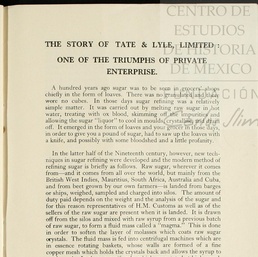 CENTRO DE
ESTUDIOS
DE HISTORIA
DE MEXICO
THE STORY OF TATE & LYLE, LIMITED :
ONE OF THE TRIUMPHS OF PRIVATE
ENTERPRISE.
A hundred years ago sugar was to be seen in grocers' shops
chiefly in the form of loaves. There was no granulated and there
were no cubes. In those days sugar refining was a relatively
simple matter. It was carried out by melting raw sugar in hot
water, treating with ox blood, skimming off the impurities and
allowing the sugar "liquor" to cool in moulds,
off. It emerged in the form of loaves and your grocer in those days,
in order to give you a pound of sugar, had to saw up the loaves with
a knife, and possibly with some bloodshed and a little profanity.
In the latter half of the Nineteenth century, however, new tech-
niques in sugar refining were developed and the modern method of
refining sugar is briefly as follows. Raw sugar, wherever it comes
from—and it comes from all over the world, but mainly from the
British West Indies, Mauritius, South Africa, Australia and Cuba,
and from beet grown by our own farmers—is landed from barges
or ships, weighed, sampled and charged into silos. The amount of
duty paid depends on the weight and the analysis of the sugar and
for this reason representatives of H.M. Customs as well as of the
sellers of the raw sugar are present when it is landed. It is drawn
off from the silos and mixed with raw syrup from a previous batch
of raw sugar, to form a fluid mass called a "magma." This is done
in order to soften the layer of molasses which coats raw sugar
crystals. The fluid mass is fed into centrifugal machines which are
in essence rotating baskets, whose walls are formed of a fine
copper mesh which holds the crystals back and allows the syrup to